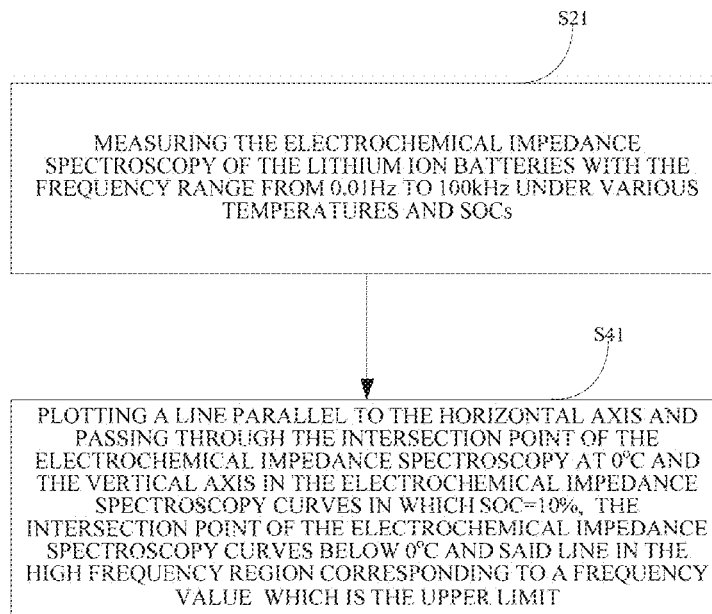 S21
MEASURING THE ELECTROCHEMICAL IMPEDANCE
SPECTROSCOPY OF THE LITHIUM ION BATTERIES WITH THE
FREQUENCY RANGE FROM 0.01Hz TO 100kHz UNDER VARIOUS
TEMPERATURES AND SOCs
S41
PLOTTING A LINE PARALLEL TO THE HORIZONTAL AXIS AND
PASSING THROUGH THE INTERSECTION POINT OF THE
ELECTROCHEMICAL IMPEDANCE SPECTROSCOPY AT 0°C AND
THE VERTICAL AXIS IN THE ELECTROCHEMICAL IMPEDANCE
SPECTROSCOPY CURVES IN WHICH SOC=10%, THE
INTERSECTION POINT OF THE ELECTROCHEMICAL IMPEDANCE
SPECTROSCOPY CURVES BELOW 0°C AND SAID LINE IN THE
HIGH FREQUENCY REGION CORRESPONDING TO A FREQUENCY
VALUE WHICH IS THE UPPER LIMIT